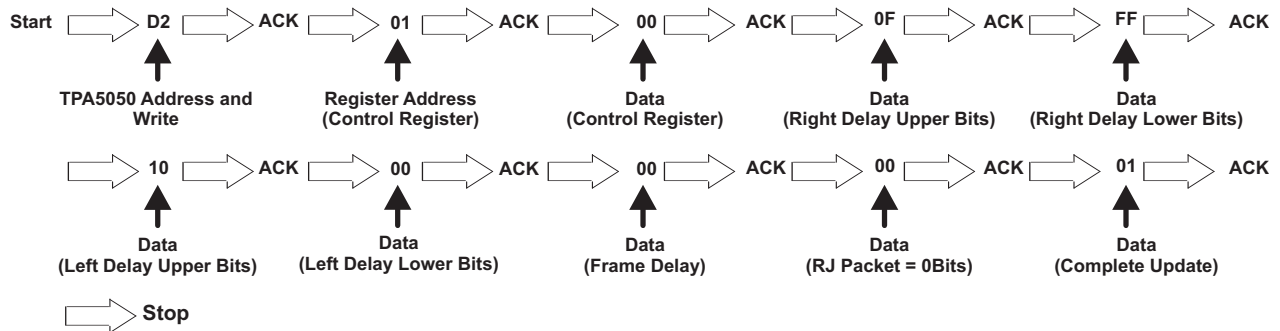 Start D2 ACK 01 ACK 00 ACK 0F ACK FF ACK
TPA5050 Address and Register Address Data Data Data
Write (Control Register) (Control Register) (Right Delay Upper Bits) (Right Delay Lower Bits)
10 ACK 00 ACK 00 ACK 00 ACK 01 ACK
Data Data Data Data Data
(Left Delay Upper Bits) (Left Delay Lower Bits) (Frame Delay) (RJ Packet = 0Bits) (Complete Update)
Stop